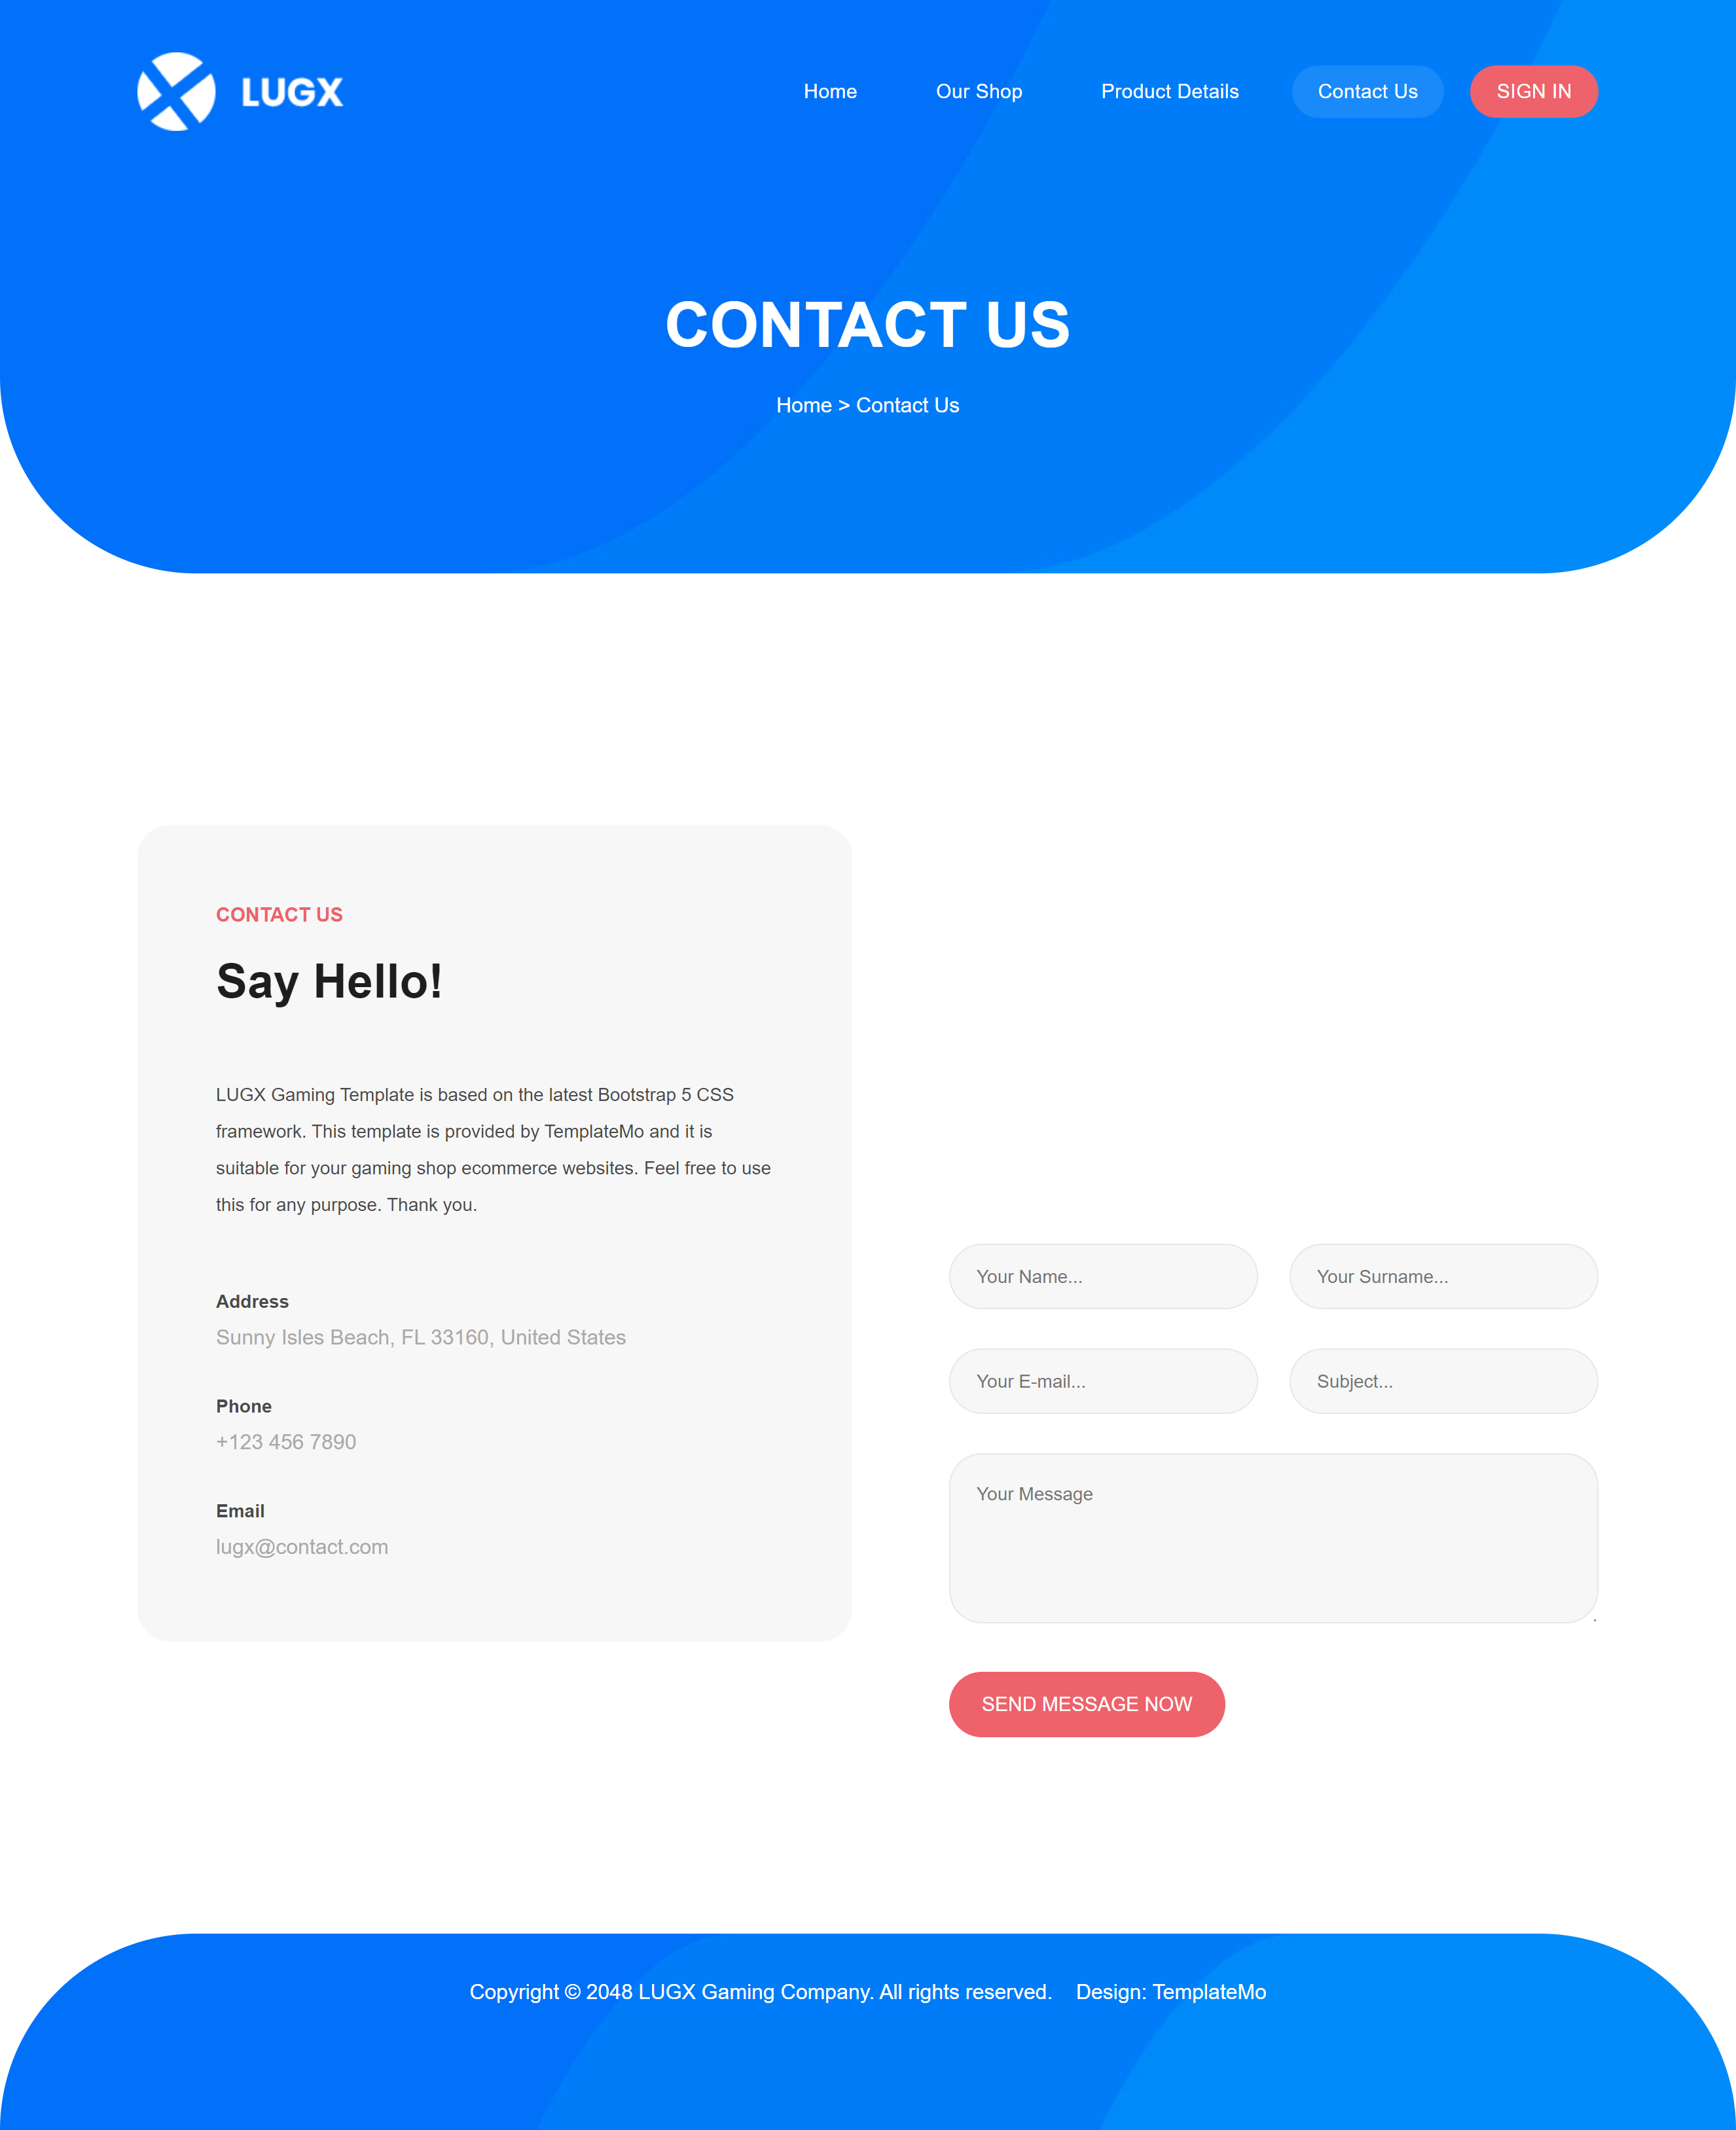 LUGX
Home
Our Shop
Product Details
Contact Us
SIGN IN
CONTACT US
Home > Contact Us
CONTACT US
Say Hello!
LUGX Gaming Template is based on the latest Bootstrap 5 CSS
framework. This template is provided by TemplateMo and it is
suitable for your gaming shop ecommerce websites. Feel free to use
this for any purpose. Thank you.
Address
Sunny Isles Beach, FL 33160, United States
Phone
+123 456 7890
Email
lugx@contact.com
Your Name...
Your Surname...
Your E-mail...
Subject...
Your Message
SEND MESSAGE NOW
Copyright © 2048 LUGX Gaming Company. All rights reserved. Design: TemplateMo